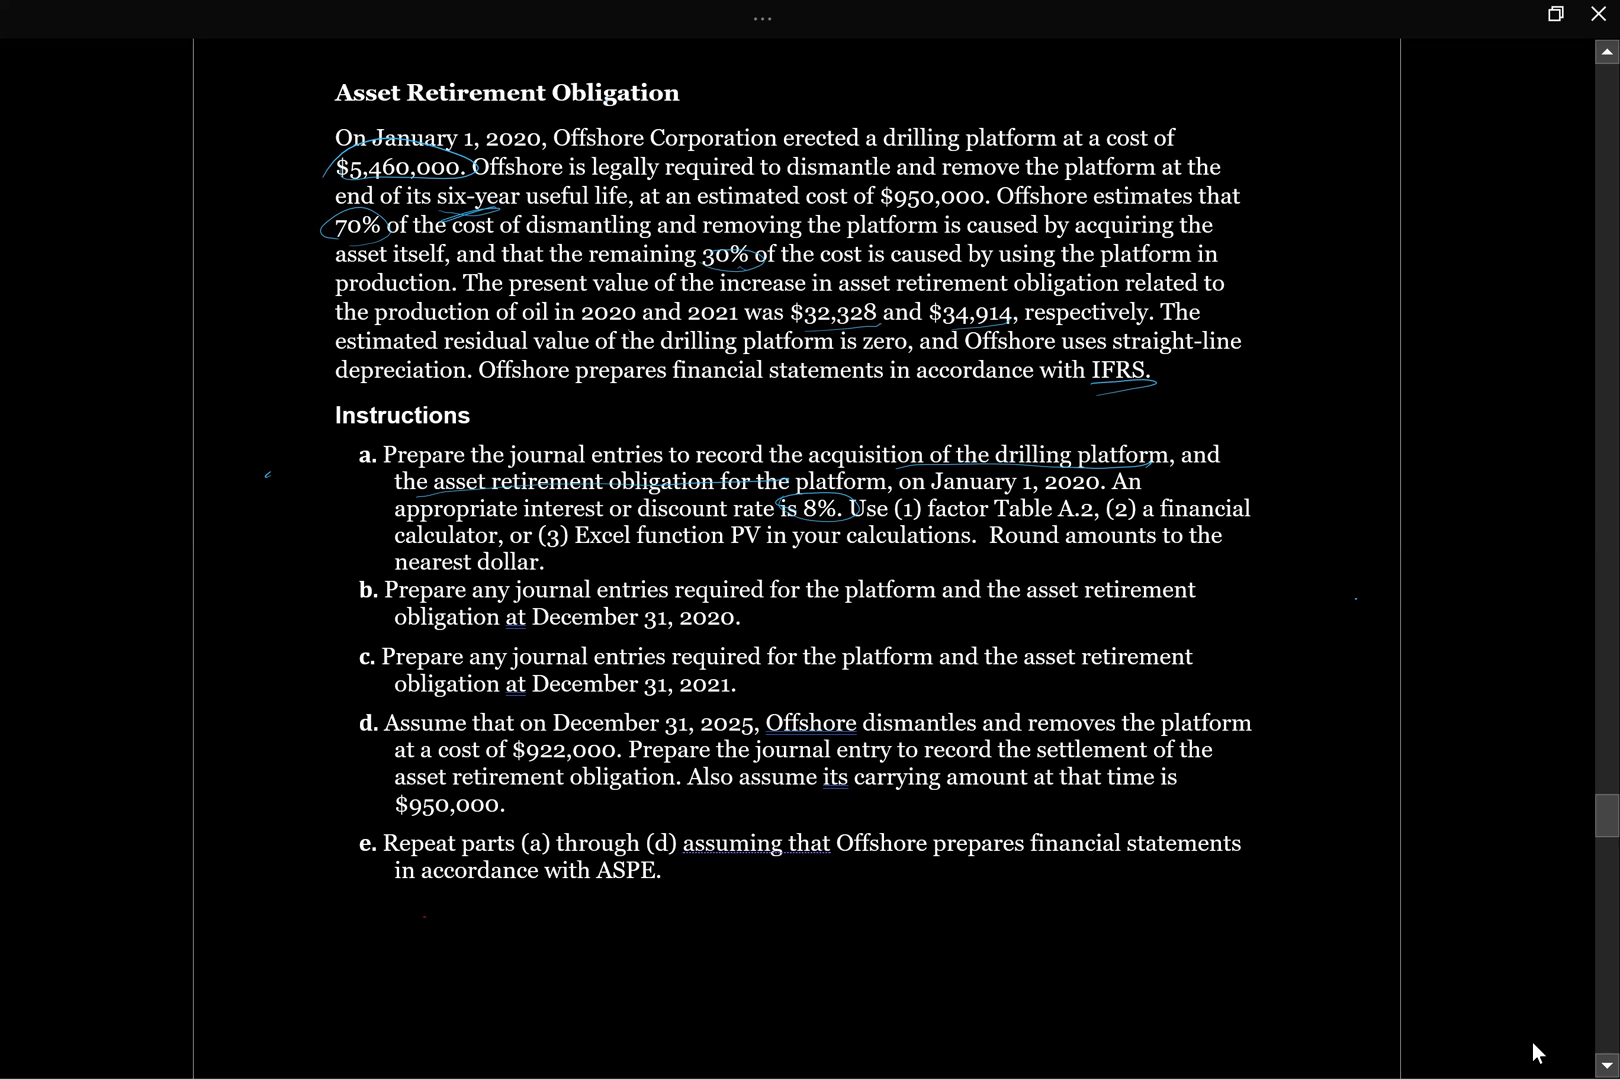 Asset Retirement Obligation
On January 1, 2020, Offshore Corporation erected a drilling platform at a cost of
$5,460,000. Offshore is legally required to dismantle and remove the platform at the
end of its six-year useful life, at an estimated cost of $950,000. Offshore estimates that
70% of the cost of dismantling and removing the platform is caused by acquiring the
asset itself, and that the remaining 30% of the cost is caused by using the platform in
production. The present value of the increase in asset retirement obligation related to
the production of oil in 2020 and 2021 was $32,328 and $34,914, respectively. The
estimated residual value of the drilling platform is zero, and Offshore uses straight-line
depreciation. Offshore prepares financial statements in accordance with IFRS.
Instructions
a. Prepare the journal entries to record the acquisition of the drilling platform, and
the asset retirement obligation for the platform, on January 1, 2020. An
appropriate interest or discount rate is 8%. Use (1) factor Table A.2, (2) a financial
calculator, or (3) Excel function PV in your calculations. Round amounts to the
nearest dollar.
b. Prepare any journal entries required for the platform and the asset retirement
obligation at December 31, 2020.
c. Prepare any journal entries required for the platform and the asset retirement
obligation at December 31, 2021.
d. Assume that on December 31, 2025, Offshore dismantles and removes the platform
at a cost of $922,000. Prepare the journal entry to record the settlement of the
asset retirement obligation. Also assume its carrying amount at that time is
$950,000.
e. Repeat parts (a) through (d) assuming that Offshore prepares financial statements
in accordance with ASPE.